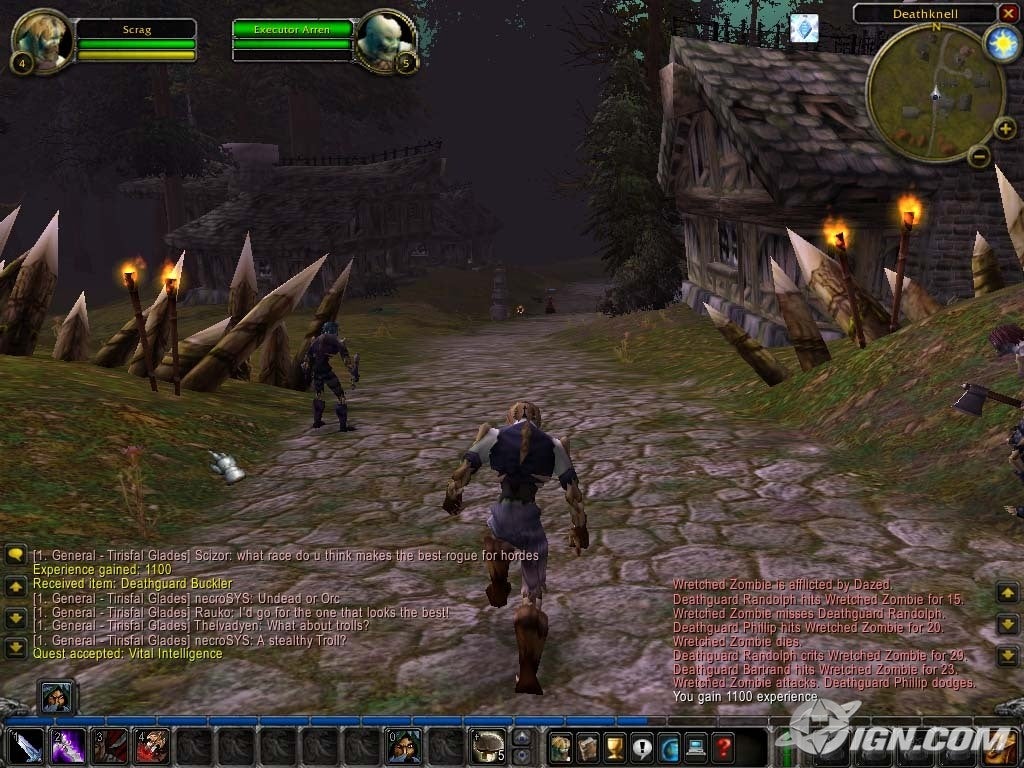 Scrag
4
Executor Arren
5
Deathknell
N
[1. General - Tirisfal Glades] Scizor: what race do u think makes the best rogue for hordes
Experience gained: 1100
Received item: Deathguard Buckler
[1. General - Tirisfal Glades] necroSYS: Undead or Orc
[1. General - Tirisfal Glades] Rauko: I'd go for the one that looks the best!
[1. General - Tirisfal Glades] Thelvadyen: What about trolls?
[1. General - Tirisfal Glades] necroSYS: A stealthy Troll?
Quest accepted: Vital Intelligence
Wretched Zombie is afflicted by Dazed.
Deathguard Randolph hits Wretched Zombie for 15.
Wretched Zombie misses Deathguard Randolph.
Deathguard Phillip hits Wretched Zombie for 20.
Wretched Zombie dies.
Deathguard Randolph crits Wretched Zombie for 29.
Deathguard Bertrand hits Wretched Zombie for 23.
Wretched Zombie attacks. Deathguard Phillip dodges.
You gain 1100 experience.
2 3 4 0 5
IGN.COM